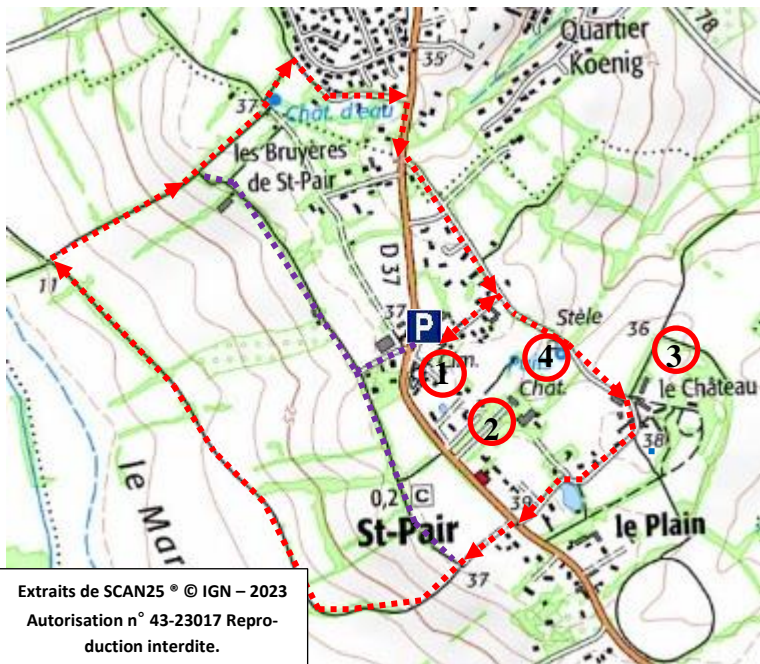 Quartier
Koenig
78
35
37
Chat. d'eau
les Bruyères
de St-Pair
D 37
11
37
P
Stèle
36
1
4
3
Chat.
le Château
2
38
0,2 C
39
St-Pair
le Plain
le Mar
37
Extraits de SCAN25 ® © IGN – 2023
Autorisation n° 43-23017 Repro-
duction interdite.